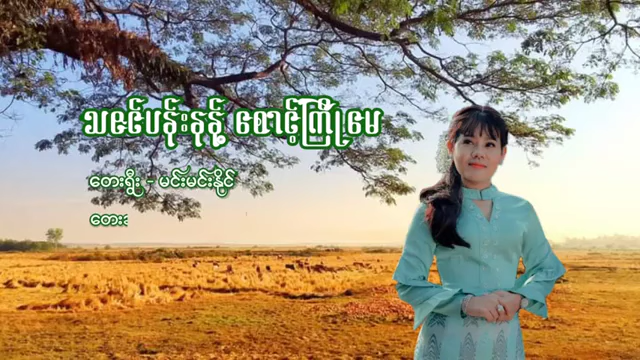 သဇင်ပန်းနန့် စောင့်ကြိုမေ
တေးရွီး - မင်းမင်းနိုင်
တေး